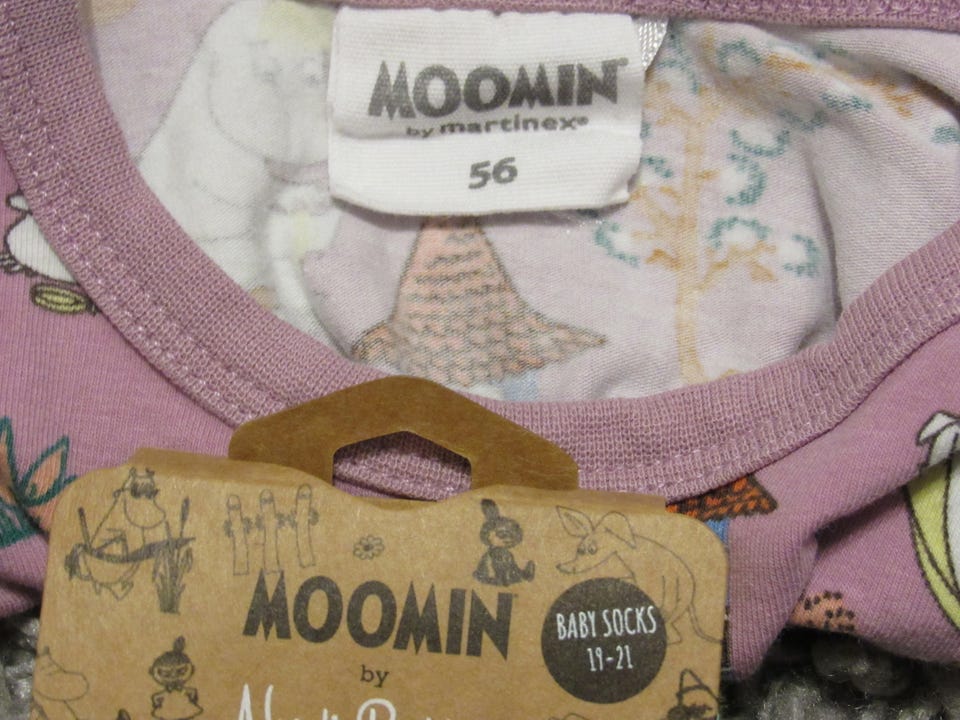 MOOMIN
by martinex®
56
MOOMIN
by
BABY SOCKS
19-21